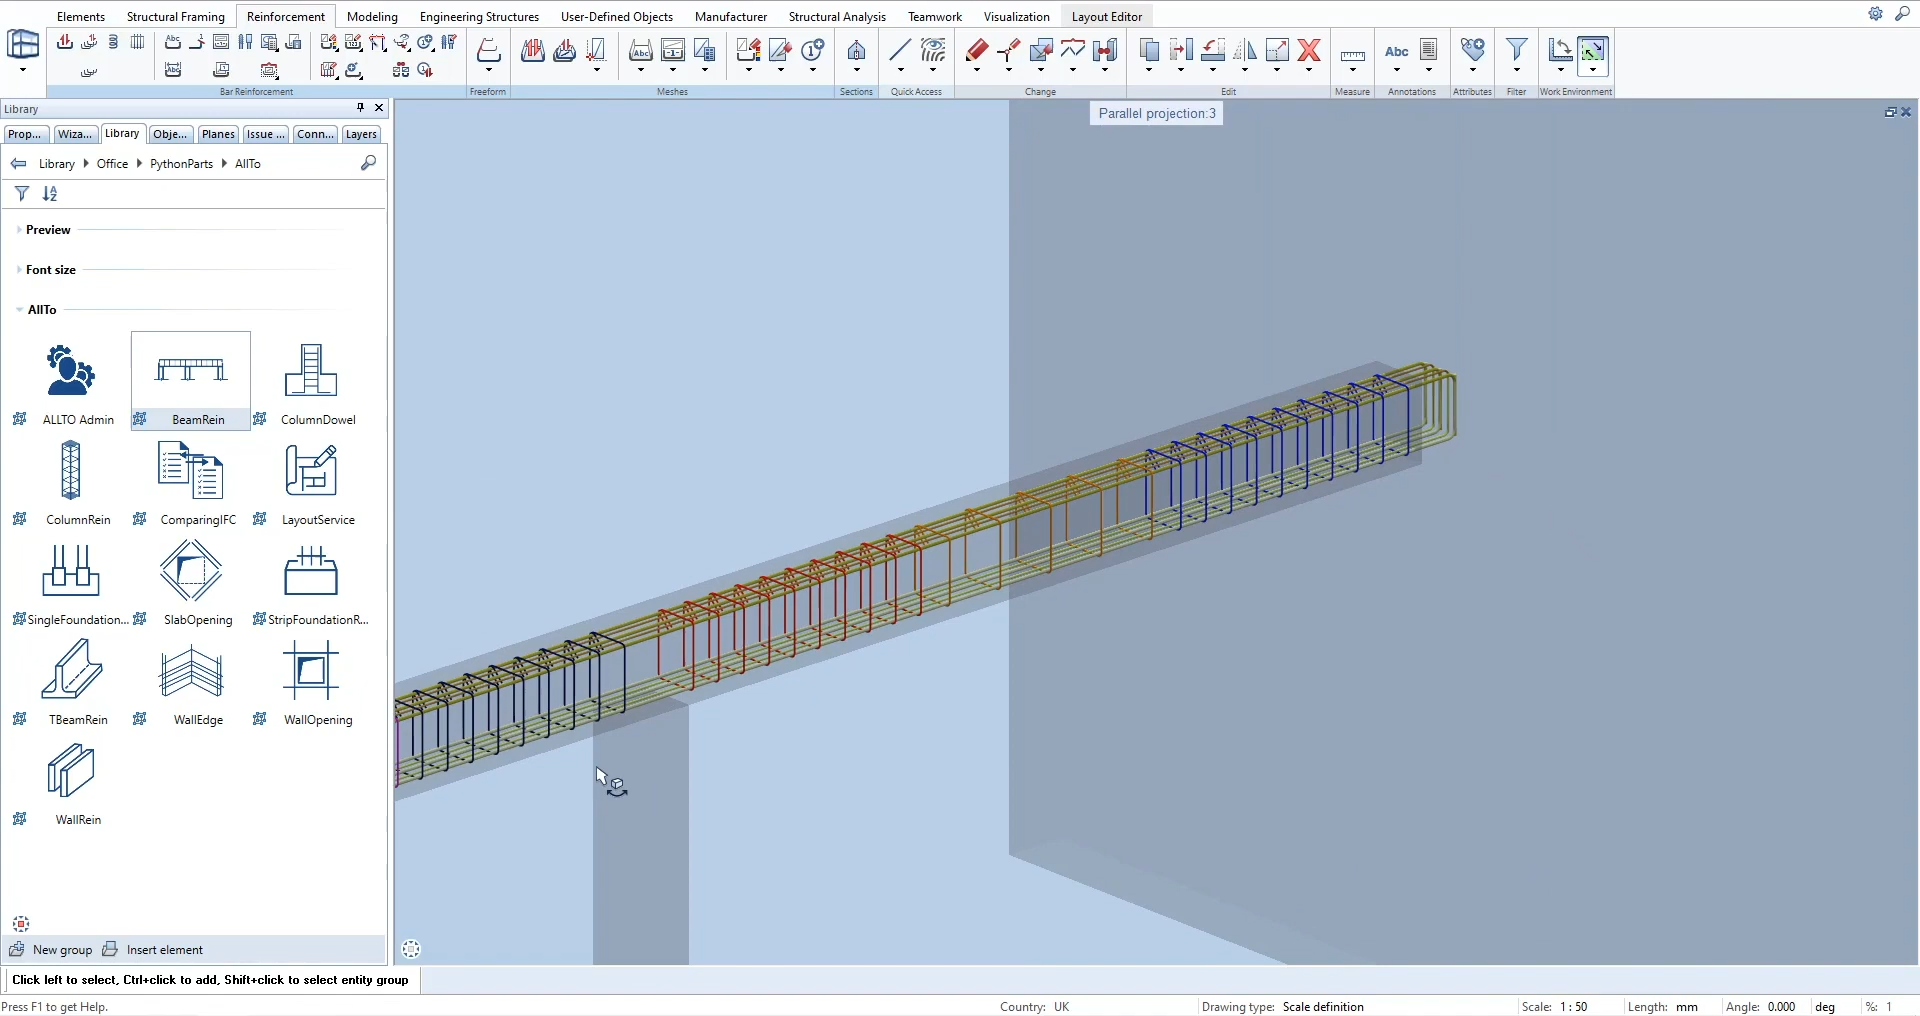 Elements Structural Framing Reinforcement Modeling Engineering Structures User-Defined Objects Manufacturer Structural Analysis Teamwork Visualization Layout Editor
Abc Abc Abc Abc
Bar Reinforcement Freeform Meshes Sections Quick Access Change Edit Measure Annotations Attributes Filter Work Environment
Library
Parallel projection:3
Prop... Wiza... Library Obje... Planes Issue ... Conn... Layers
Library Office PythonParts AllTo
Preview
Font size
AllTo
ALLTO Admin BeamRein ColumnDowel
ColumnRein ComparingIFC LayoutService
SingleFoundation... SlabOpening StripFoundationR...
TBeamRein WallEdge WallOpening
WallRein
New group Insert element
Click left to select, Ctrl+click to add, Shift+click to select entity group
Press F1 to get Help. Country: UK Drawing type: Scale definition Scale: 1 : 50 Length: mm Angle: 0.000 deg %: 1